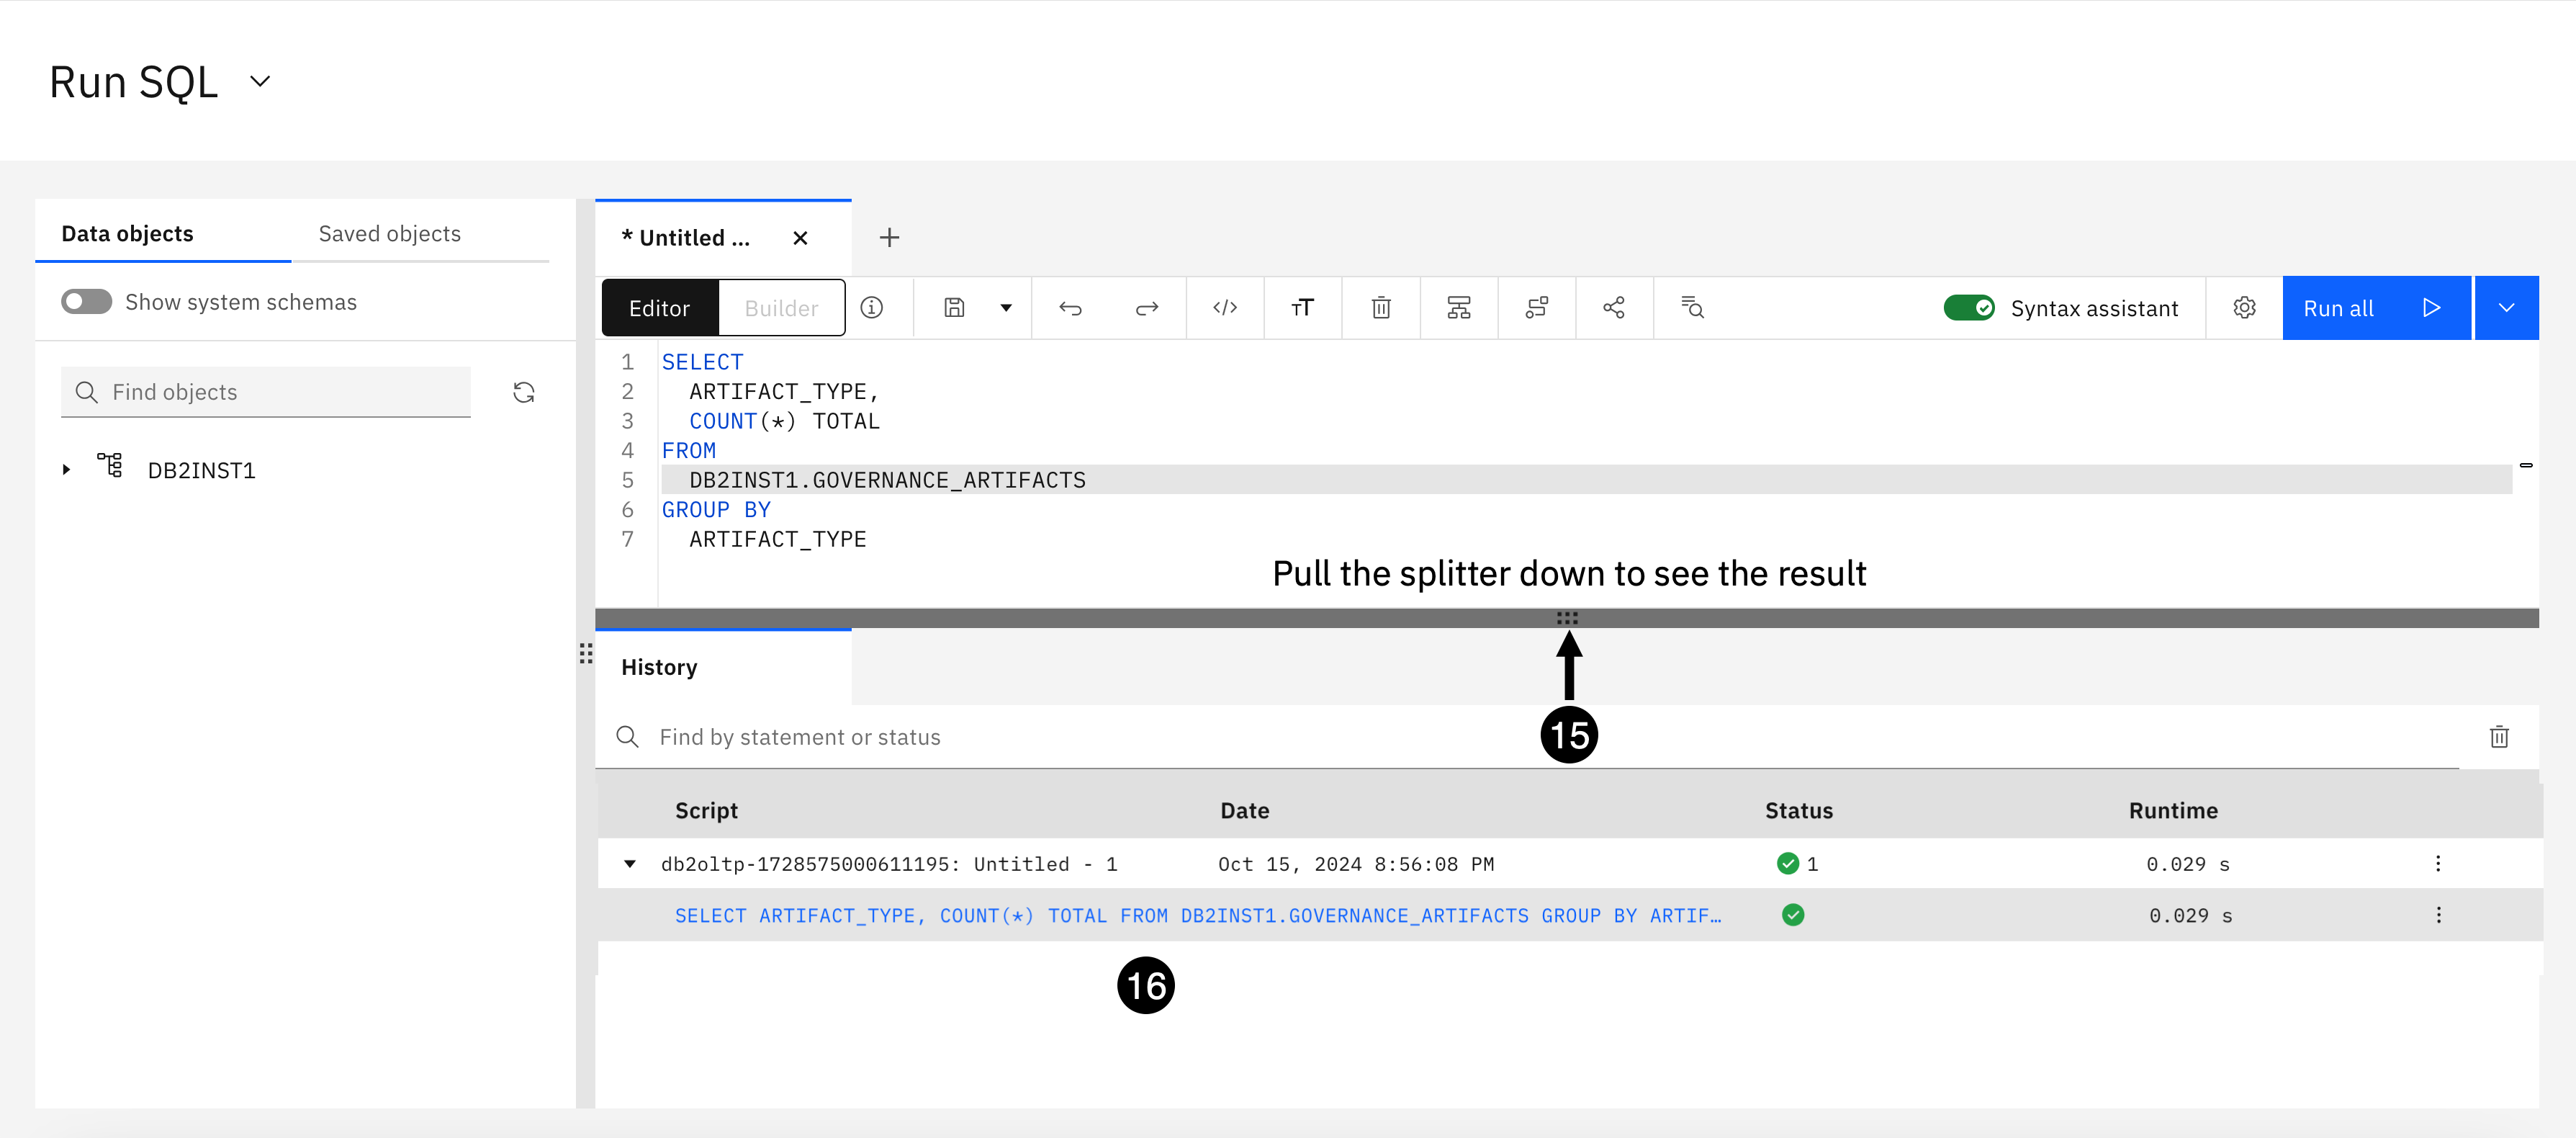 Run SQL
Data objects
Saved objects
Show system schemas
Find objects
DB2INST1
* Untitled ...
Editor
Builder
Syntax assistant
Run all
1 SELECT
2 ARTIFACT_TYPE,
3 COUNT(*) TOTAL
4 FROM
5 DB2INST1.GOVERNANCE_ARTIFACTS
6 GROUP BY
7 ARTIFACT_TYPE
Pull the splitter down to see the result
15
History
Find by statement or status
Script Date Status Runtime
db2oltp-1728575000611195: Untitled - 1 Oct 15, 2024 8:56:08 PM 1 0.029 s
SELECT ARTIFACT_TYPE, COUNT(*) TOTAL FROM DB2INST1.GOVERNANCE_ARTIFACTS GROUP BY ARTIF… 0.029 s
16